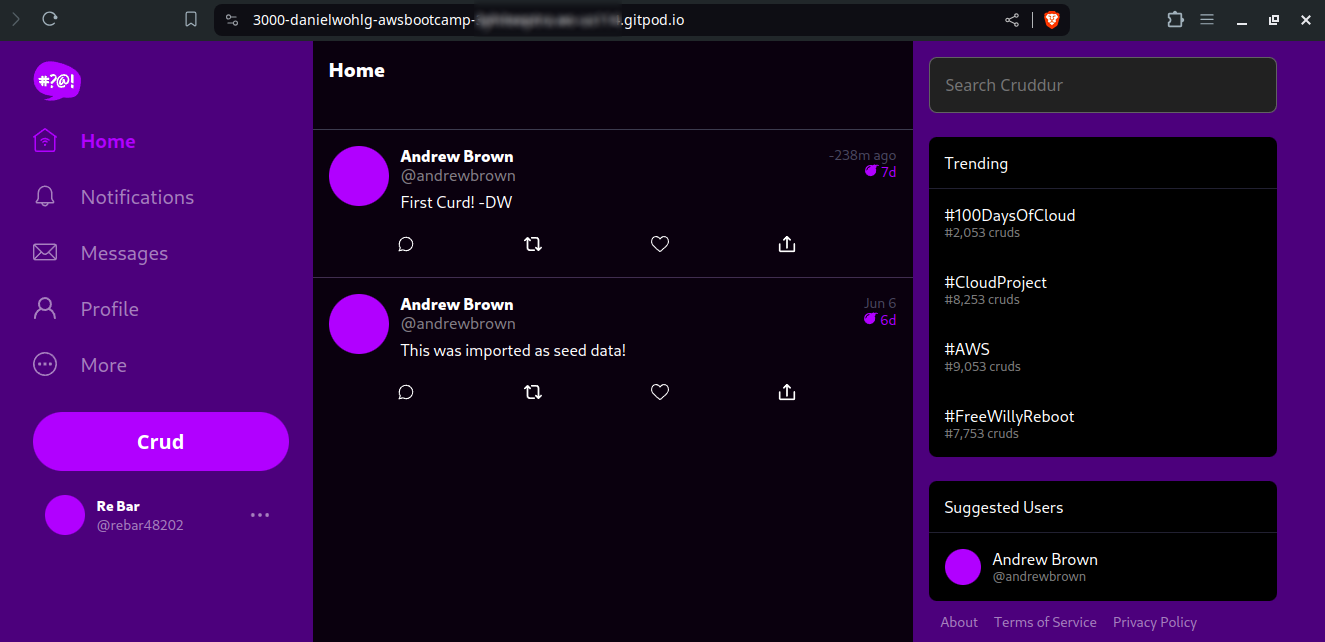 3000-danielwohlg-awsbootcamp- .gitpod.io
#?@!
Home
Notifications
Messages
Profile
More
Crud
Re Bar
@rebar48202
Home
Andrew Brown
-238m ago
@andrewbrown
7d
First Curd! -DW
Andrew Brown
Jun 6
@andrewbrown
6d
This was imported as seed data!
Search Cruddur
Trending
#100DaysOfCloud
#2,053 cruds
#CloudProject
#8,253 cruds
#AWS
#9,053 cruds
#FreeWillyReboot
#7,753 cruds
Suggested Users
Andrew Brown
@andrewbrown
About Terms of Service Privacy Policy